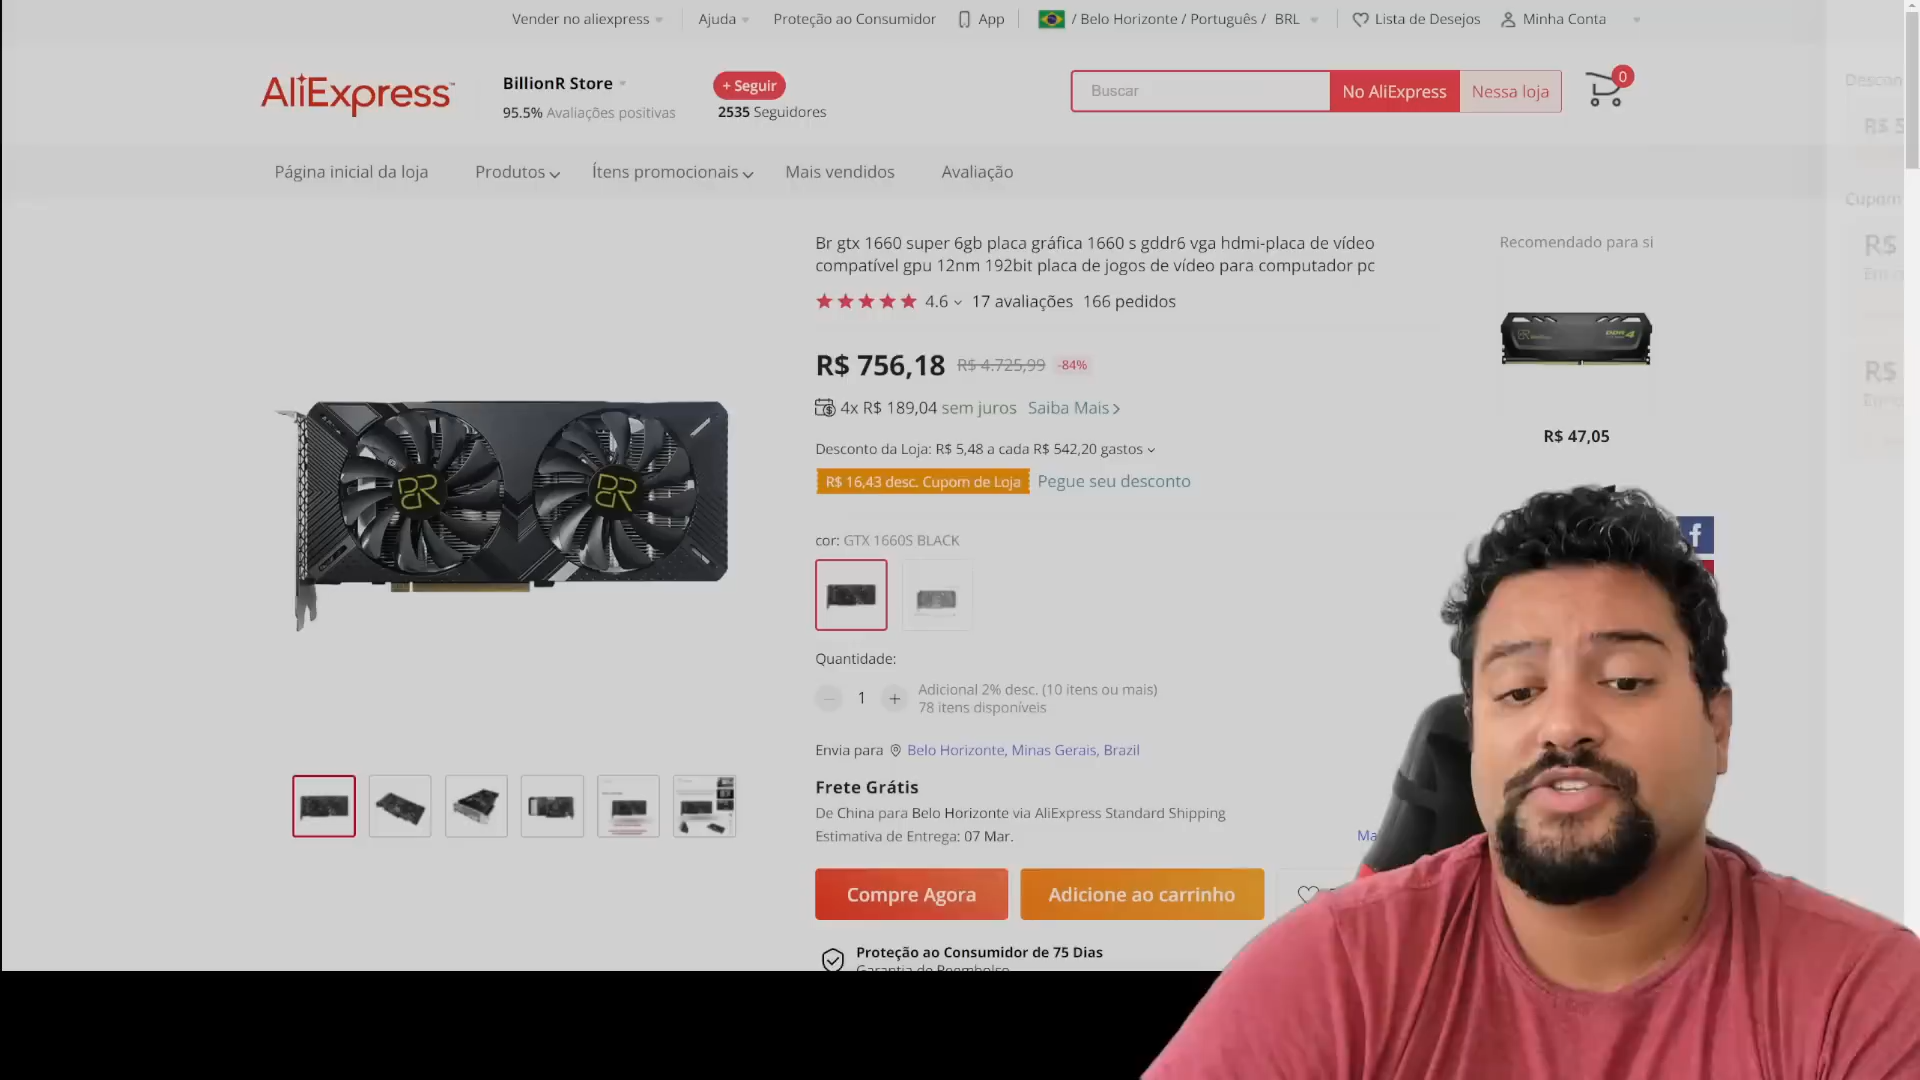 Vender no aliexpress
Ajuda
Proteção ao Consumidor
App
/ Belo Horizonte / Português / BRL
Lista de Desejos
Minha Conta
AliExpress™
BillionR Store
95.5% Avaliações positivas
+ Seguir
2535 Seguidores
Buscar
No AliExpress
Nessa loja
0
Página inicial da loja
Produtos
Ítens promocionais
Mais vendidos
Avaliação
Br gtx 1660 super 6gb placa gráfica 1660 s gddr6 vga hdmi-placa de vídeo
compatível gpu 12nm 192bit placa de jogos de vídeo para computador pc
4.6
17 avaliações
166 pedidos
R$ 756,18
R$ 4.725,99
-84%
4x R$ 189,04 sem juros
Saiba Mais
Desconto da Loja: R$ 5,48 a cada R$ 542,20 gastos
R$ 16,43 desc. Cupom de Loja
Pegue seu desconto
cor: GTX 1660S BLACK
Quantidade:
1
Adicional 2% desc. (10 itens ou mais)
78 itens disponíveis
Envia para
Belo Horizonte, Minas Gerais, Brazil
Frete Grátis
De China para Belo Horizonte via AliExpress Standard Shipping
Estimativa de Entrega: 07 Mar.
Ma
Compre Agora
Adicione ao carrinho
Proteção ao Consumidor de 75 Dias
Garantia de Reembolso
Recomendado para si
R$ 47,05
Descon
R$ 5
Cupom
R$
R$